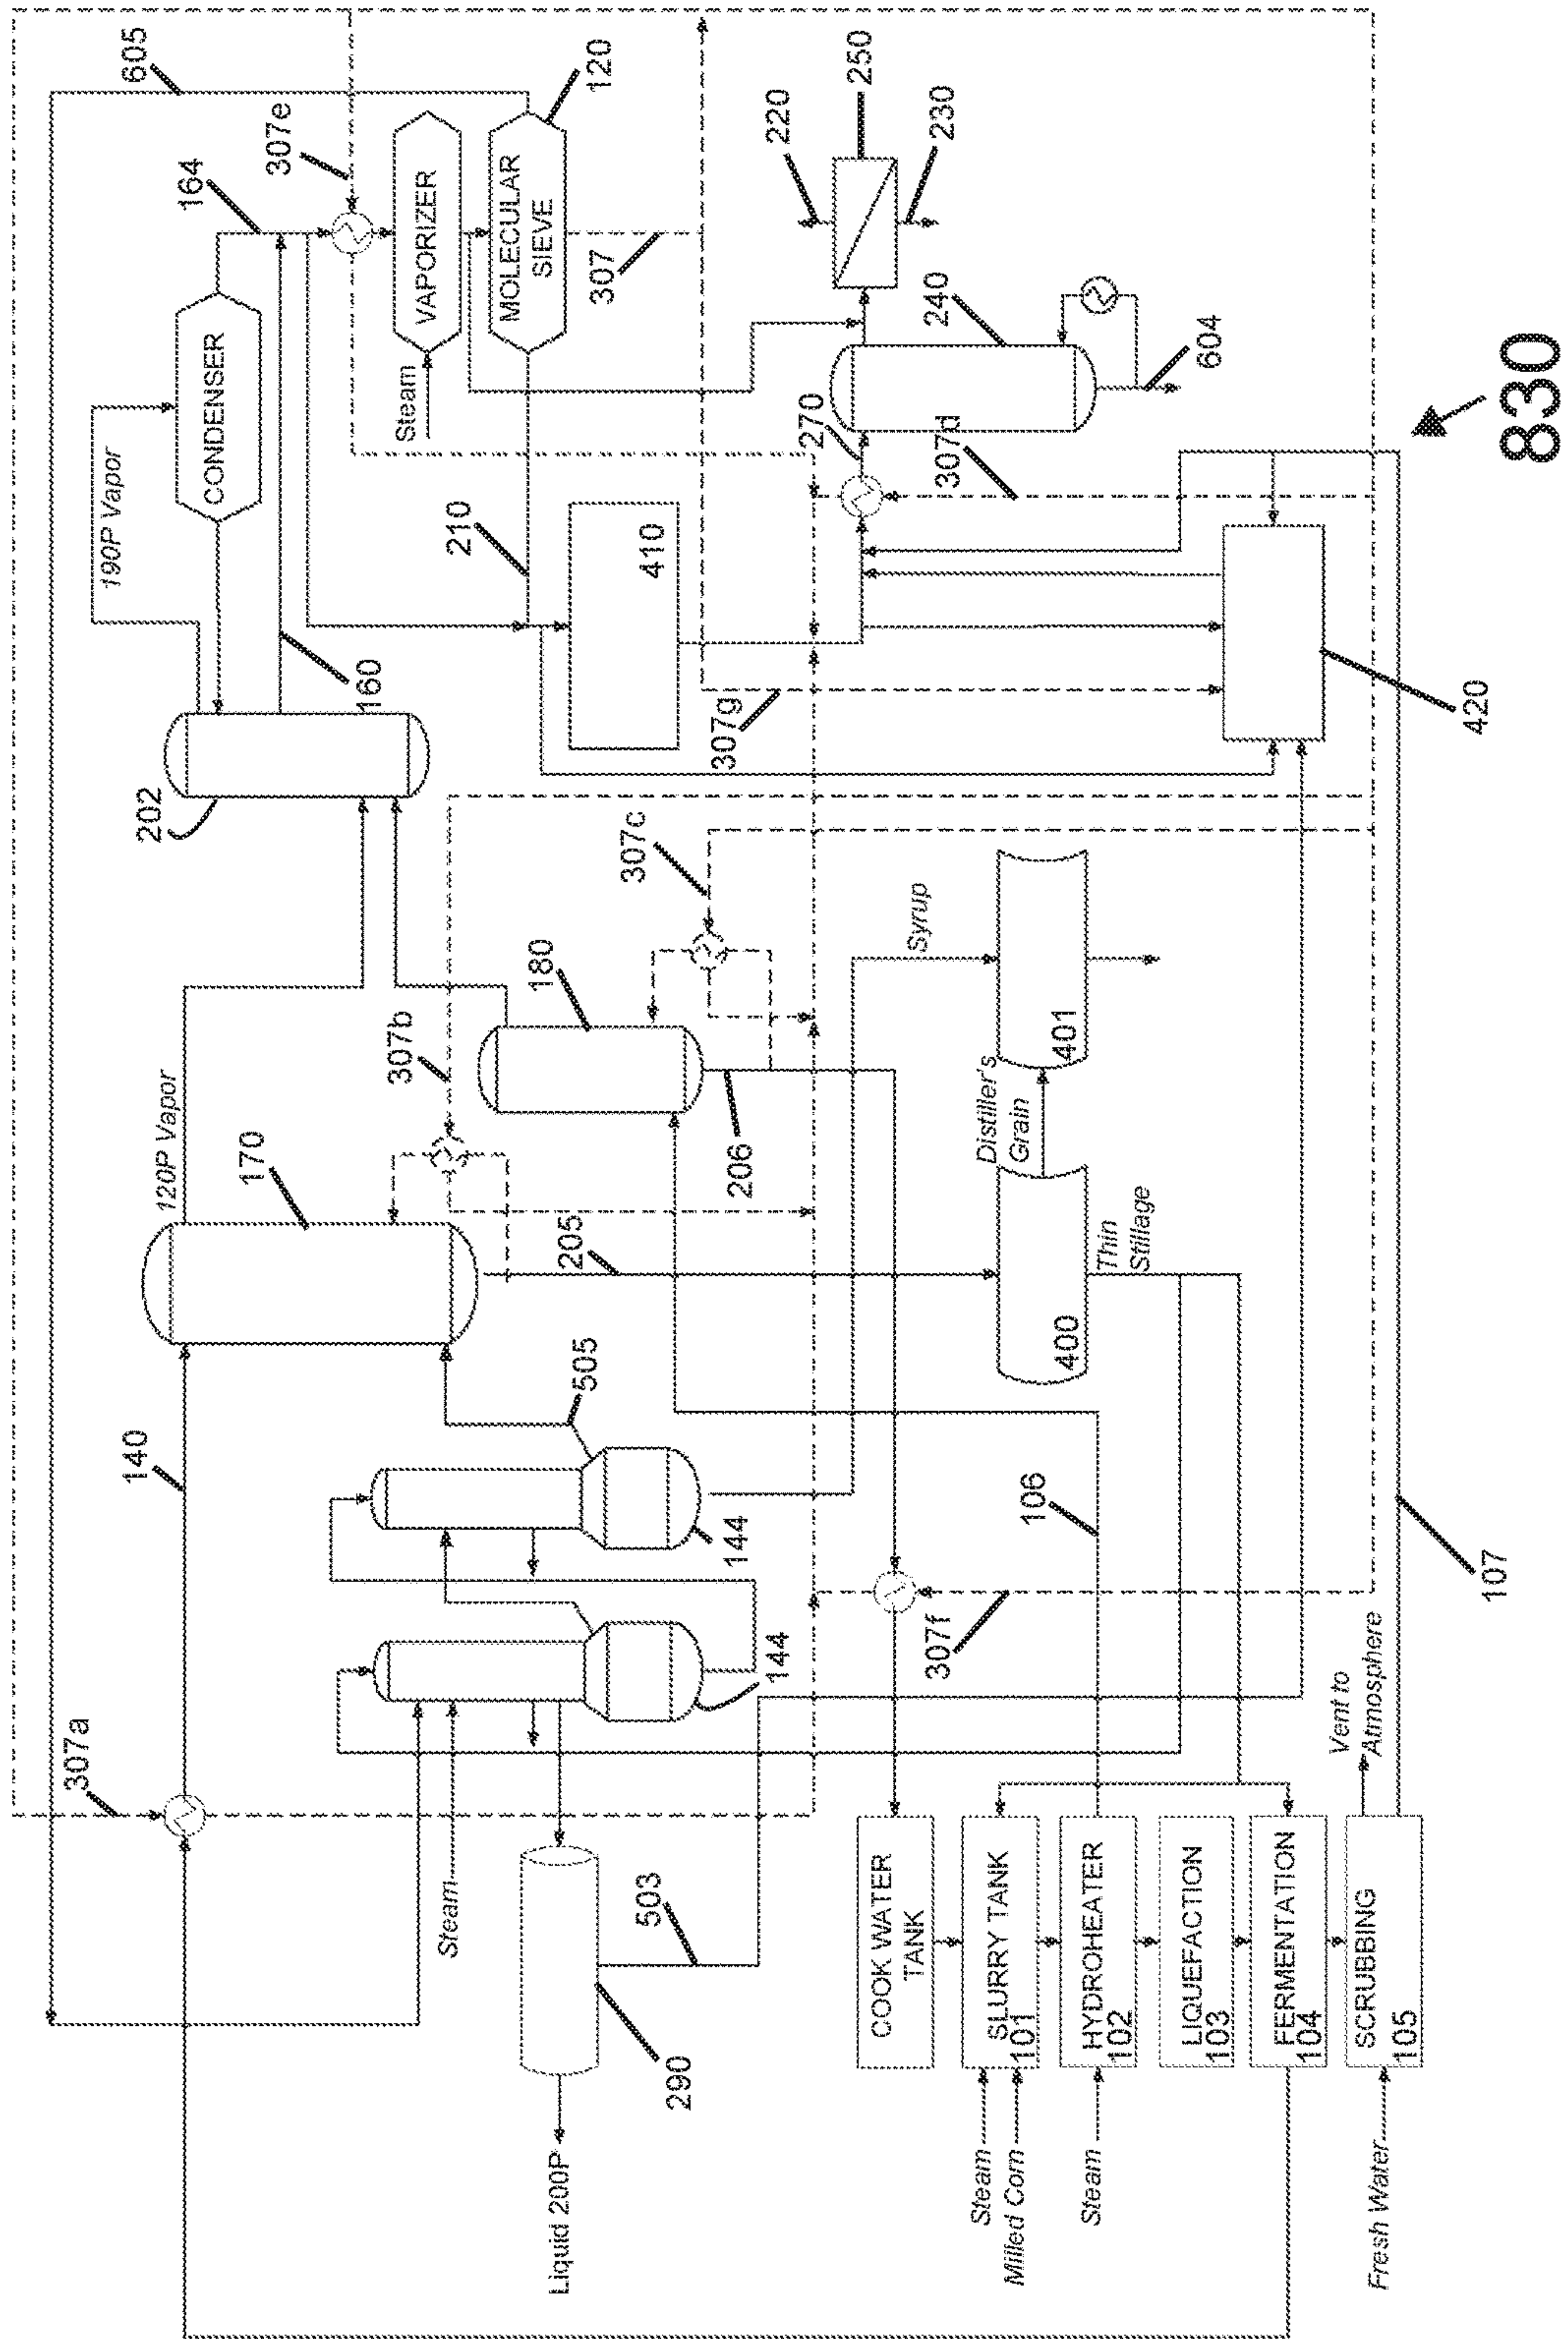 605
190P Vapor
CONDENSER
164
307e
Steam
VAPORIZER
MOLECULAR
SIEVE
120
202
160
210
410
307
307g
220
250
230
240
270
307d
604
420
830
120P Vapor
170
140
307a
307b
180
307c
206
205
505
144
144
Steam
Syrup
Distiller's
Grain
401
400
Thin
Stillage
106
107
307f
290
503
Liquid 200P
COOK WATER
TANK
SLURRY TANK
101
HYDROHEATER
102
LIQUEFACTION
103
FERMENTATION
104
SCRUBBING
105
Vent to
Atmosphere
Steam
Milled Corn
Steam
Fresh Water